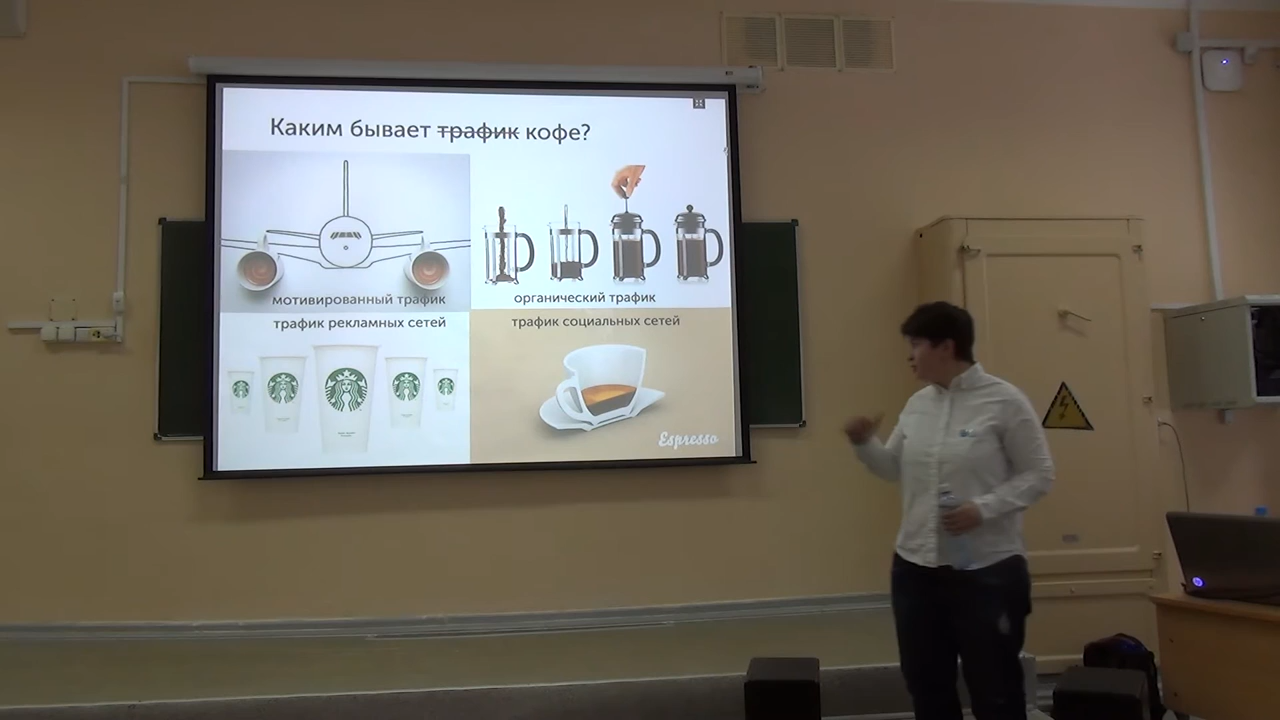 Каким бывает трафик кофе?
мотивированный трафик
органический трафик
трафик рекламных сетей
трафик социальных сетей
Espresso